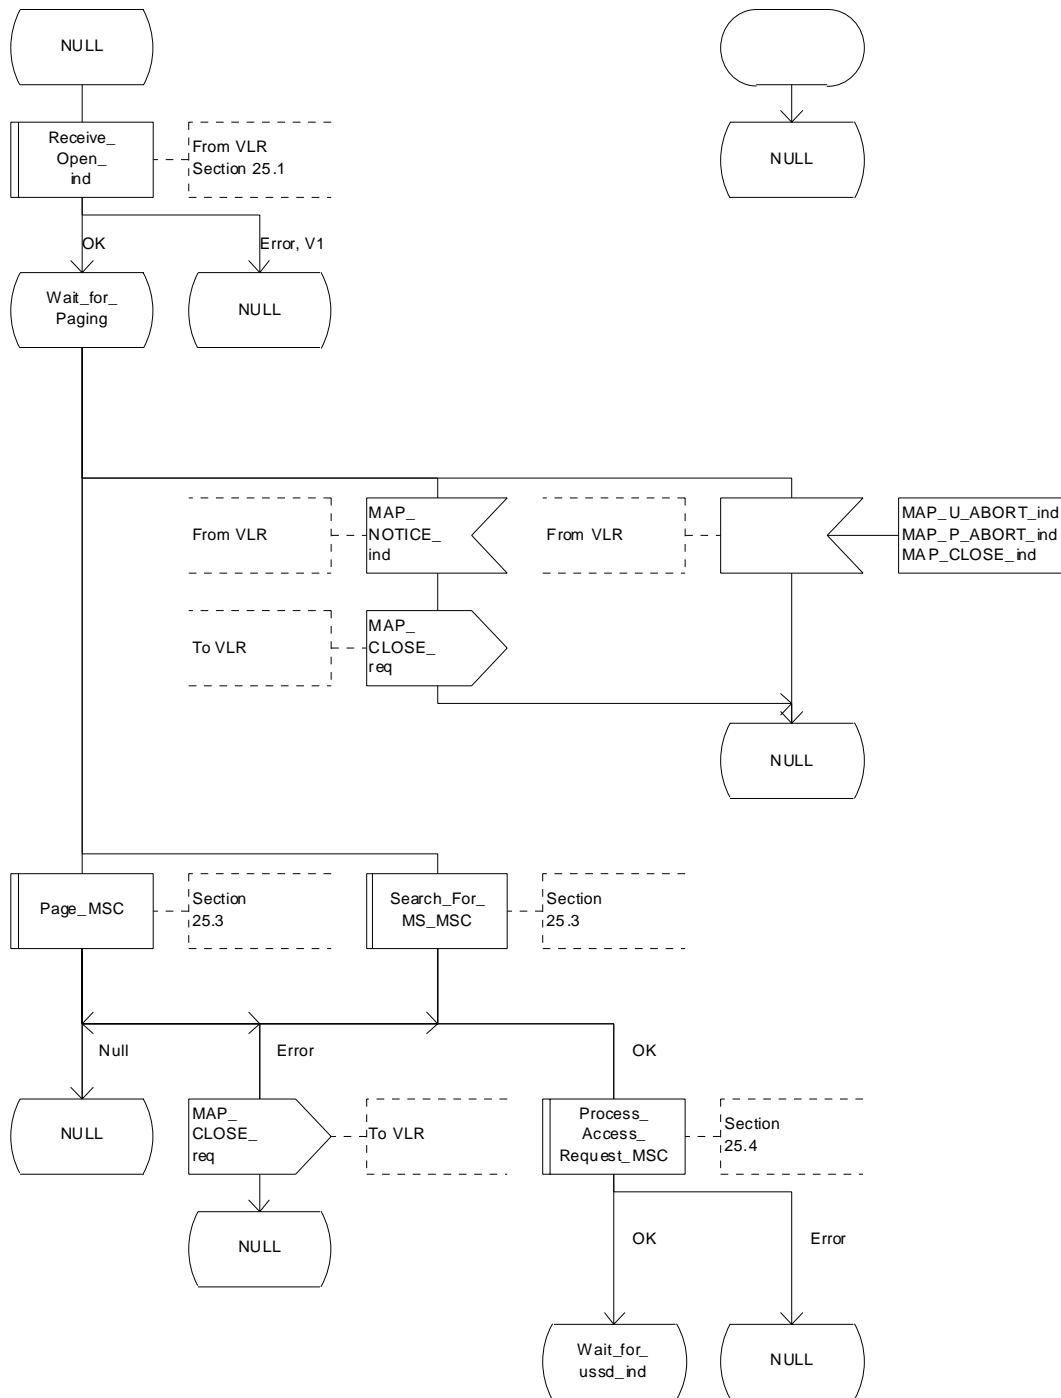 NULL
Receive_
Open_
ind
From VLR
Section 25.1
NULL
OK
Error, V1
Wait_for_
Paging
NULL
From VLR
MAP_
NOTICE_
ind
From VLR
MAP_U_ABORT_ind
MAP_P_ABORT_ind
MAP_CLOSE_ind
To VLR
MAP_
CLOSE_
req
NULL
Page_MSC
Section
25.3
Search_For_
MS_MSC
Section
25.3
Null
Error
OK
NULL
MAP_
CLOSE_
req
To VLR
Process_
Access_
Request_MSC
Section
25.4
NULL
OK
Error
Wait_for_
ussd_ind
NULL